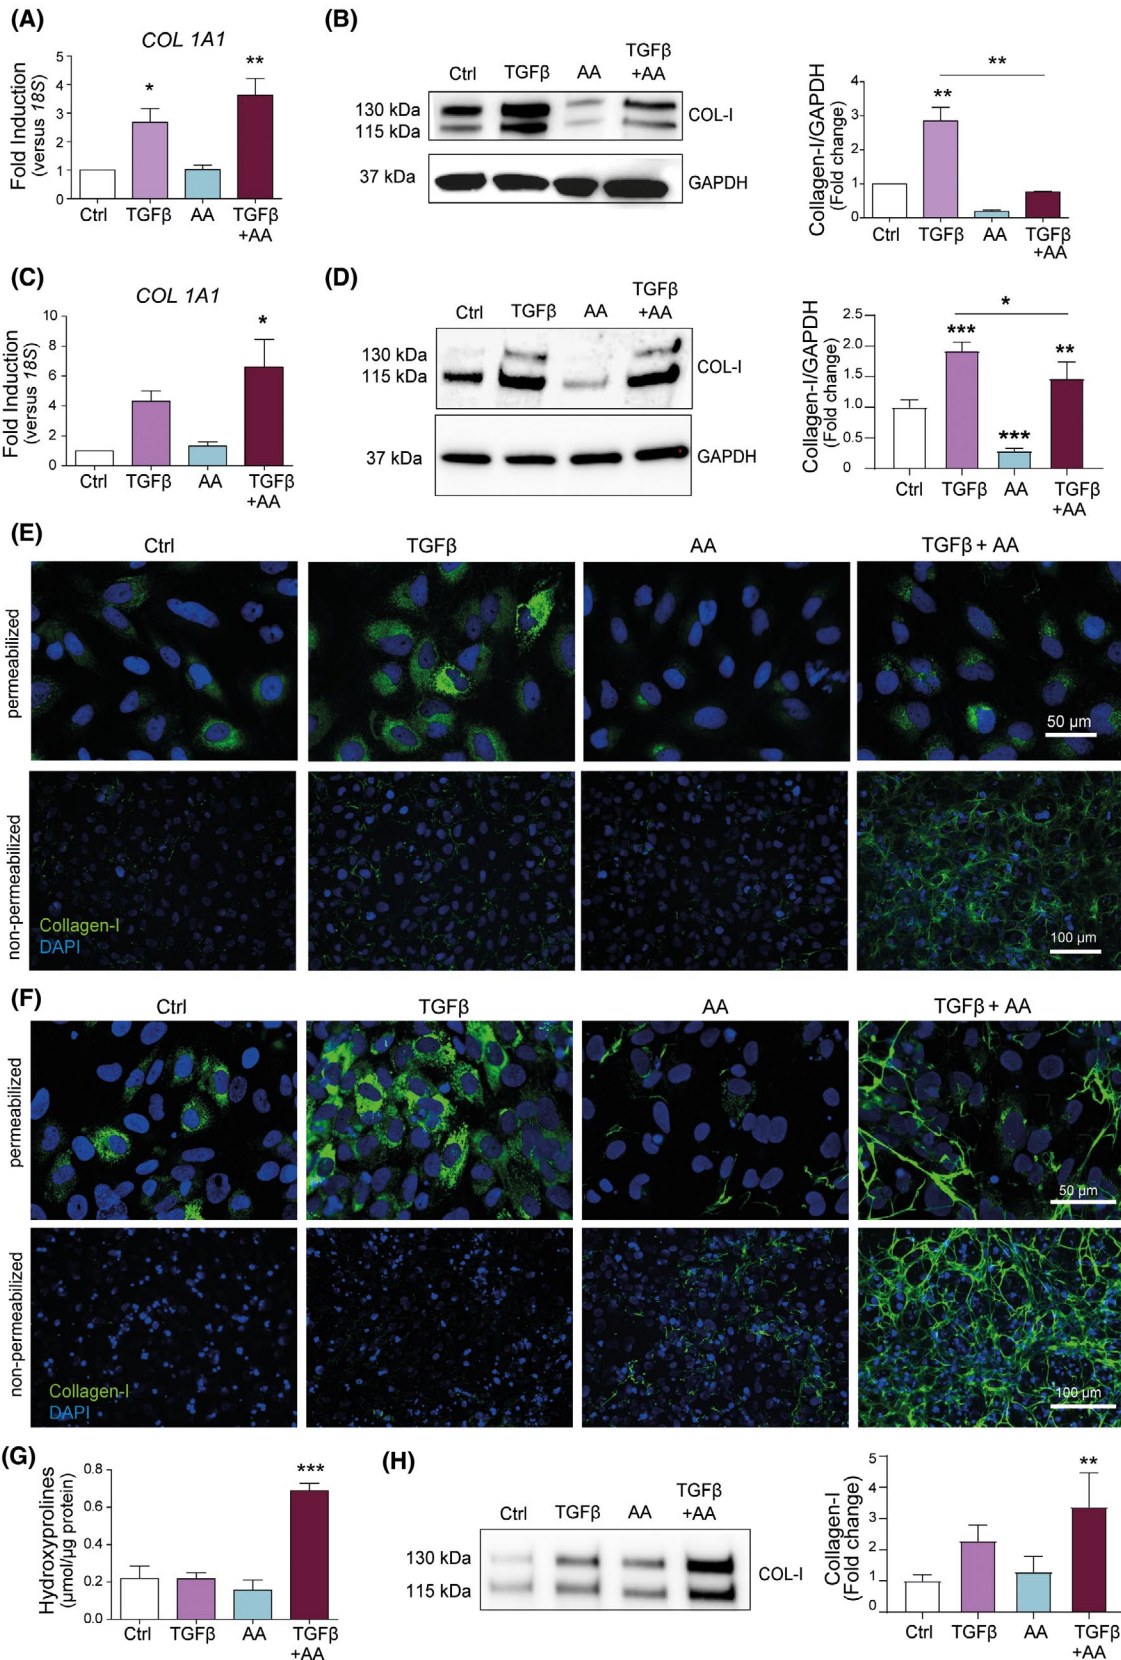 (A)
COL 1A1
Fold Induction
(versus 18S)
5
4
3
2
1
0
*
**
Ctrl
TGFβ
AA
TGFβ
+AA
(B)
Ctrl
TGFβ
AA
TGFβ
+AA
130 kDa
115 kDa
COL-I
37 kDa
GAPDH
Collagen-I/GAPDH
(Fold change)
4
3
2
1
0
**
**
Ctrl
TGFβ
AA
TGFβ
+AA
(C)
COL 1A1
Fold Induction
(versus 18S)
10
8
6
4
2
0
*
Ctrl
TGFβ
AA
TGFβ
+AA
(D)
Ctrl
TGFβ
AA
TGFβ
+AA
130 kDa
115 kDa
COL-I
37 kDa
GAPDH
Collagen-I/GAPDH
(Fold change)
2.5
2.0
1.5
1.0
0.5
0
***
*
***
**
Ctrl
TGFβ
AA
TGFβ
+AA
(E)
Ctrl
TGFβ
AA
TGFβ + AA
permeabilized
50 µm
non-permeabilized
Collagen-I
DAPI
100 µm
(F)
Ctrl
TGFβ
AA
TGFβ + AA
permeabilized
50 µm
non-permeabilized
Collagen-I
DAPI
100 µm
(G)
Hydroxyprolines
(µmol/µg protein)
0.8
0.6
0.4
0.2
0.0
***
Ctrl
TGFβ
AA
TGFβ
+AA
(H)
Ctrl
TGFβ
AA
TGFβ
+AA
130 kDa
115 kDa
COL-I
Collagen-I
(Fold change)
5
4
3
2
1
0
**
Ctrl
TGFβ
AA
TGFβ
+AA